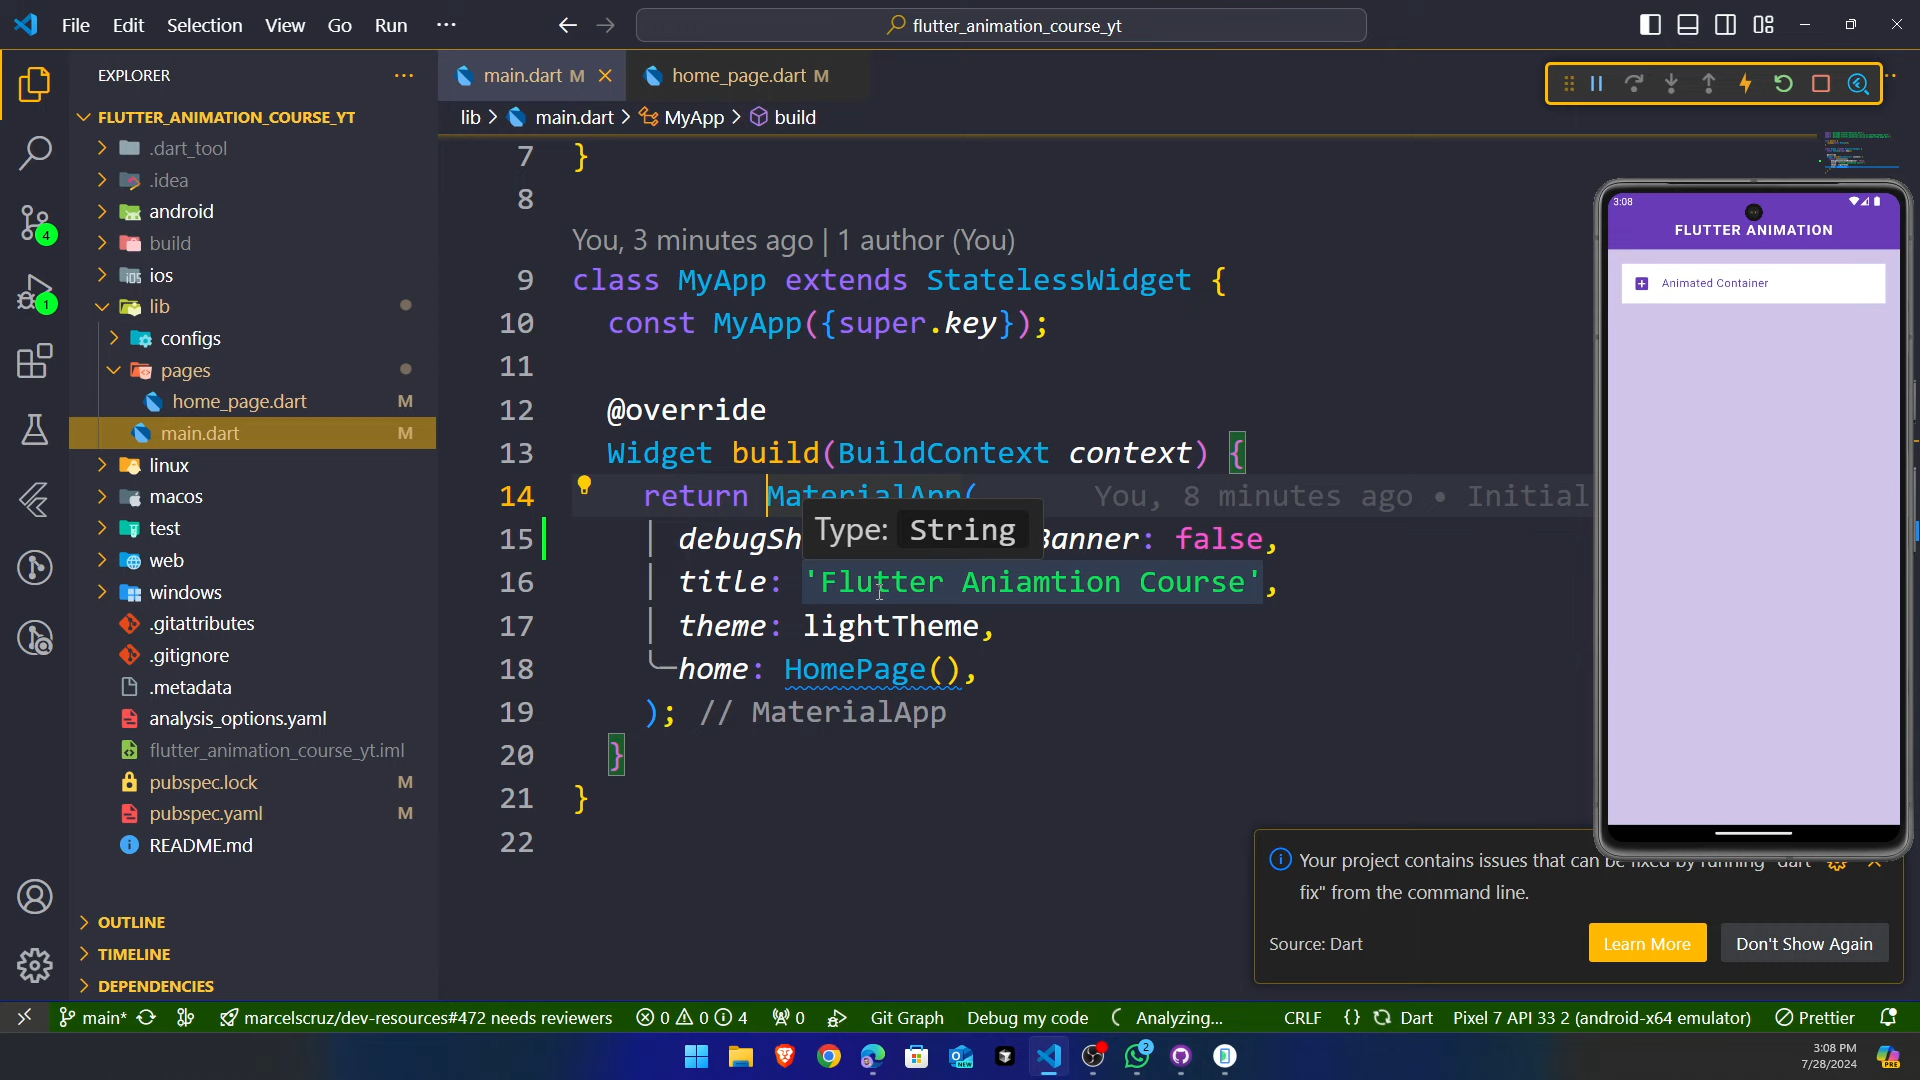 File Edit Selection View Go Run ···
flutter_animation_course_yt
EXPLORER
FLUTTER_ANIMATION_COURSE_YT
.dart_tool
.idea
android
build
ios
lib
configs
pages
home_page.dart M
main.dart M
linux
macos
test
web
windows
.gitattributes
.gitignore
.metadata
analysis_options.yaml
flutter_animation_course_yt.iml
pubspec.lock M
pubspec.yaml M
README.md
OUTLINE
TIMELINE
DEPENDENCIES
4
1
main.dart M
home_page.dart M
lib > main.dart > MyApp > build
7 }
8
You, 3 minutes ago | 1 author (You)
9 class MyApp extends StatelessWidget {
10 const MyApp({super.key});
11
12 @override
13 Widget build(BuildContext context) {
14 return MaterialApp( You, 8 minutes ago • Initial
Type: String
15 debugSh Banner: false,
16 title: 'Flutter Aniamtion Course',
17 theme: lightTheme,
18 home: HomePage(),
19 ); // MaterialApp
20 }
21 }
22
3:08
FLUTTER ANIMATION
Animated Container
Your project contains issues that can be fixed by running "dart
fix" from the command line.
Source: Dart
Learn More
Don't Show Again
main* marcelscruz/dev-resources#472 needs reviewers 0 0 4 0 Git Graph Debug my code Analyzing... CRLF {} Dart Pixel 7 API 33 2 (android-x64 emulator) Prettier
2
3:08 PM
7/28/2024